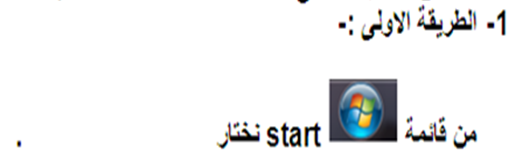 1- الطريقة الاولى :-
من قائمة start نختار .